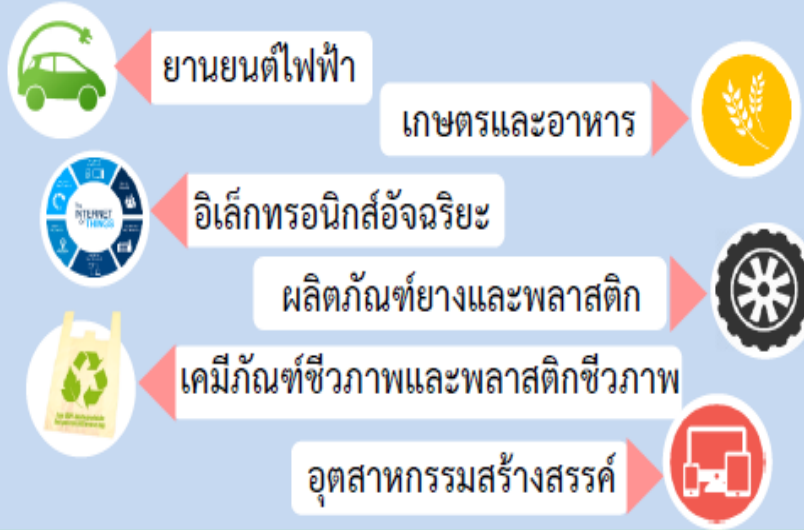 ยานยนต์ไฟฟ้า
เกษตรและอาหาร
THE
INTERNET
OF THINGS
อิเล็กทรอนิกส์อัจฉริยะ
ผลิตภัณฑ์ยางและพลาสติก
เคมีภัณฑ์ชีวภาพและพลาสติกชีวภาพ
อุตสาหกรรมสร้างสรรค์